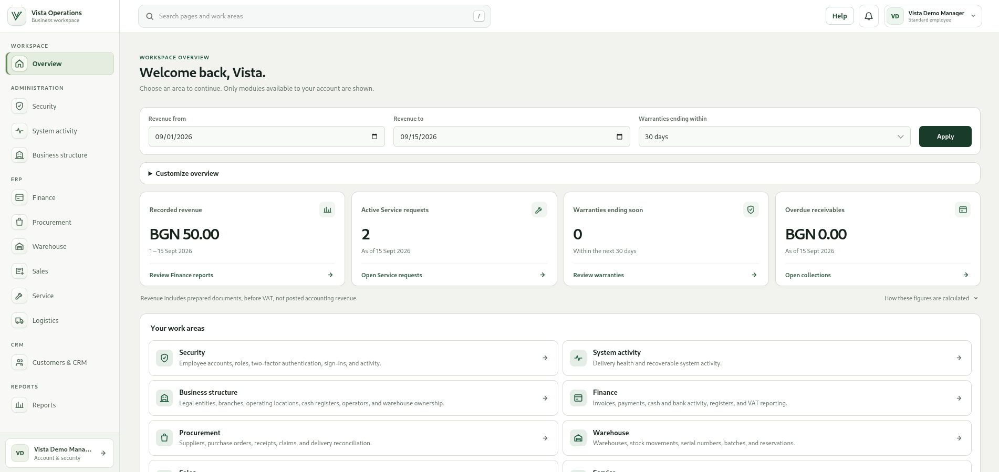 Vista Operations
Business workspace
Search pages and work areas
/
Help
VD
Vista Demo Manager
Standard employee
WORKSPACE
Overview
ADMINISTRATION
Security
System activity
Business structure
ERP
Finance
Procurement
Warehouse
Sales
Service
Logistics
CRM
Customers & CRM
REPORTS
Reports
VD
Vista Demo Mana...
Account & security
WORKSPACE OVERVIEW
Welcome back, Vista.
Choose an area to continue. Only modules available to your account are shown.
Revenue from
09/01/2026
Revenue to
09/15/2026
Warranties ending within
30 days
Apply
Customize overview
Recorded revenue
BGN 50.00
1 – 15 Sept 2026
Review Finance reports
Active Service requests
2
As of 15 Sept 2026
Open Service requests
Warranties ending soon
0
Within the next 30 days
Review warranties
Overdue receivables
BGN 0.00
As of 15 Sept 2026
Open collections
Revenue includes prepared documents, before VAT, not posted accounting revenue.
How these figures are calculated
Your work areas
Security
Employee accounts, roles, two-factor authentication, sign-ins, and activity.
System activity
Delivery health and recoverable system activity.
Business structure
Legal entities, branches, operating locations, cash registers, operators, and warehouse ownership.
Finance
Invoices, payments, cash and bank activity, registers, and VAT reporting.
Procurement
Suppliers, purchase orders, receipts, claims, and delivery reconciliation.
Warehouse
Warehouses, stock movements, serial numbers, batches, and reservations.
Sales
Service